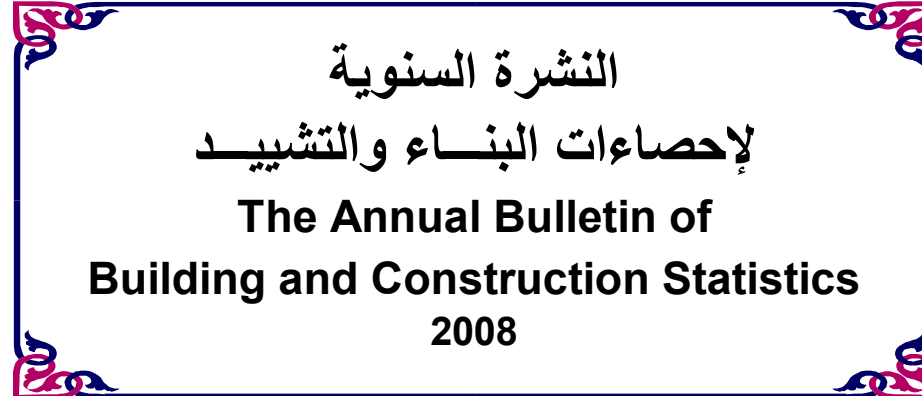 النشرة السنوية
لإحصاءات البنـــاء والتشييـــد
The Annual Bulletin of
Building and Construction Statistics
2008